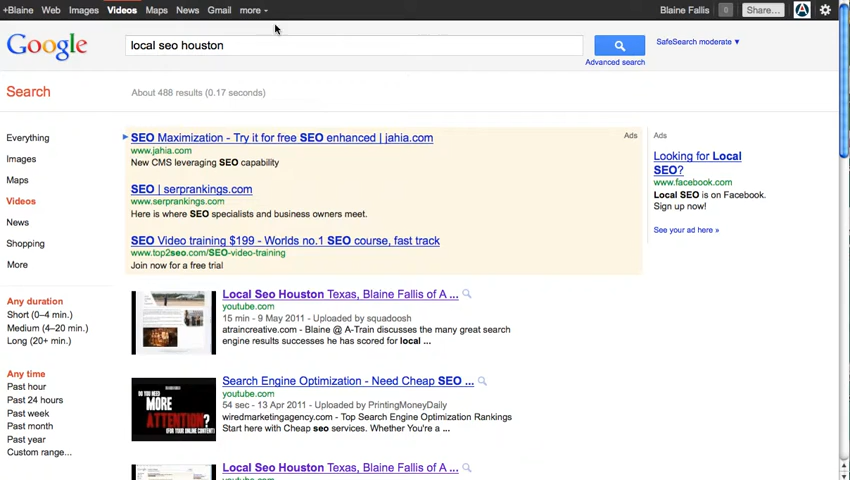 +Blaine Web Images Videos Maps News Gmail more
Blaine Fallis 0 Share...
Google
local seo houston
SafeSearch moderate ▼
Advanced search
Search
About 488 results (0.17 seconds)
Everything
Images
Maps
Videos
News
Shopping
More
Any duration
Short (0–4 min.)
Medium (4–20 min.)
Long (20+ min.)
Any time
Past hour
Past 24 hours
Past week
Past month
Past year
Custom range...
SEO Maximization - Try it for free SEO enhanced | jahia.com
www.jahia.com
New CMS leveraging SEO capability
Ads
SEO | serprankings.com
www.serprankings.com
Here is where SEO specialists and business owners meet.
SEO Video training $199 - Worlds no.1 SEO course, fast track
www.top2seo.com/SEO-video-training
Join now for a free trial
Ads
Looking for Local
SEO?
www.facebook.com
Local SEO is on Facebook.
Sign up now!
See your ad here »
Local Seo Houston Texas, Blaine Fallis of A ...
youtube.com
15 min - 9 May 2011 - Uploaded by squadoosh
atraincreative.com - Blaine @ A-Train discusses the many great search
engine results successes he has scored for local ...
DO YOU NEED
MORE
ATTENTION?
Search Engine Optimization - Need Cheap SEO ...
youtube.com
54 sec - 13 Apr 2011 - Uploaded by PrintingMoneyDaily
wiredmarketingagency.com - Top Search Engine Optimization Rankings
Start here with Cheap seo services. Whether You're a ...
Local Seo Houston Texas, Blaine Fallis of A ...
youtube.com